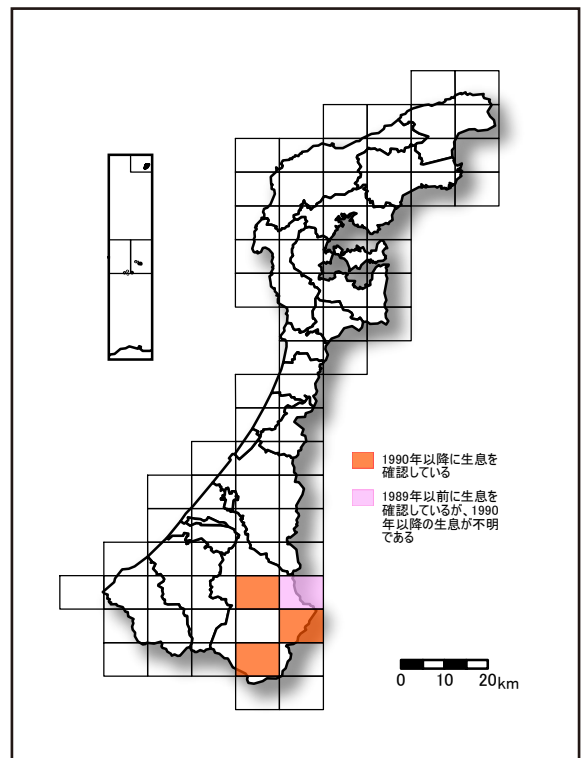 1990年以降に生息を
確認している
1989年以前に生息を
確認しているが、1990
年以降の生息が不明
である
0 10 20km